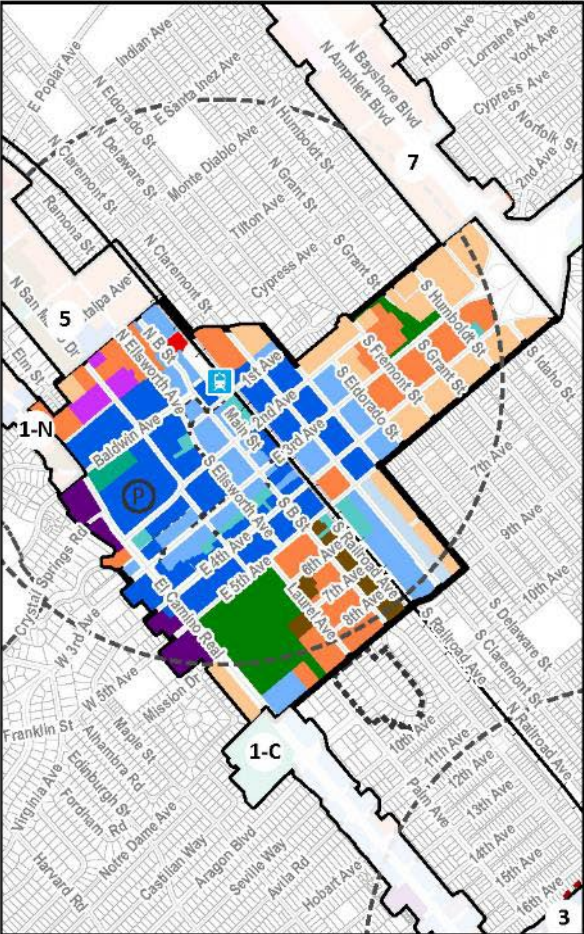 E Poplar Ave
Indian Ave
N Eldorado St
E Santa Inez Ave
N Delaware St
N Claremont St
Monte Diablo Ave
N Humboldt St
N Grant St
Tilton Ave
Ramona St
N Claremont St
Cypress Ave
N Bayshore Blvd
N Amphlett Blvd
Huron Ave
Lorraine Ave
York Ave
Cypress Ave
S Norfolk St
2nd Ave
7
S Grant St
5
N B St
N Ellsworth Ave
Elm St
1-N
Baldwin Ave
1st Ave
2nd Ave
Main St
E 3rd Ave
S Eldorado St
S Fremont St
S Grant St
S Humboldt St
S Idaho St
P
S Ellsworth Ave
S B St
E 4th Ave
E 5th Ave
S Railroad Ave
6th Ave
7th Ave
8th Ave
Laurel Ave
7th Ave
9th Ave
10th Ave
Crystal Springs Rd
El Camino Real
W 3rd Ave
W 5th Ave
Mission Dr
S Railroad Ave
S Delaware St
S Claremont St
N Railroad Ave
Franklin St
Maple St
Alhambra Rd
Edinburgh St
Fordham Rd
Virginia Ave
Harvard Rd
Notre Dame Ave
Castilian Way
Aragon Blvd
Seville Way
Avila Rd
Hobart Ave
1-C
10th Ave
11th Ave
12th Ave
13th Ave
14th Ave
15th Ave
16th Ave
Palm Ave
3